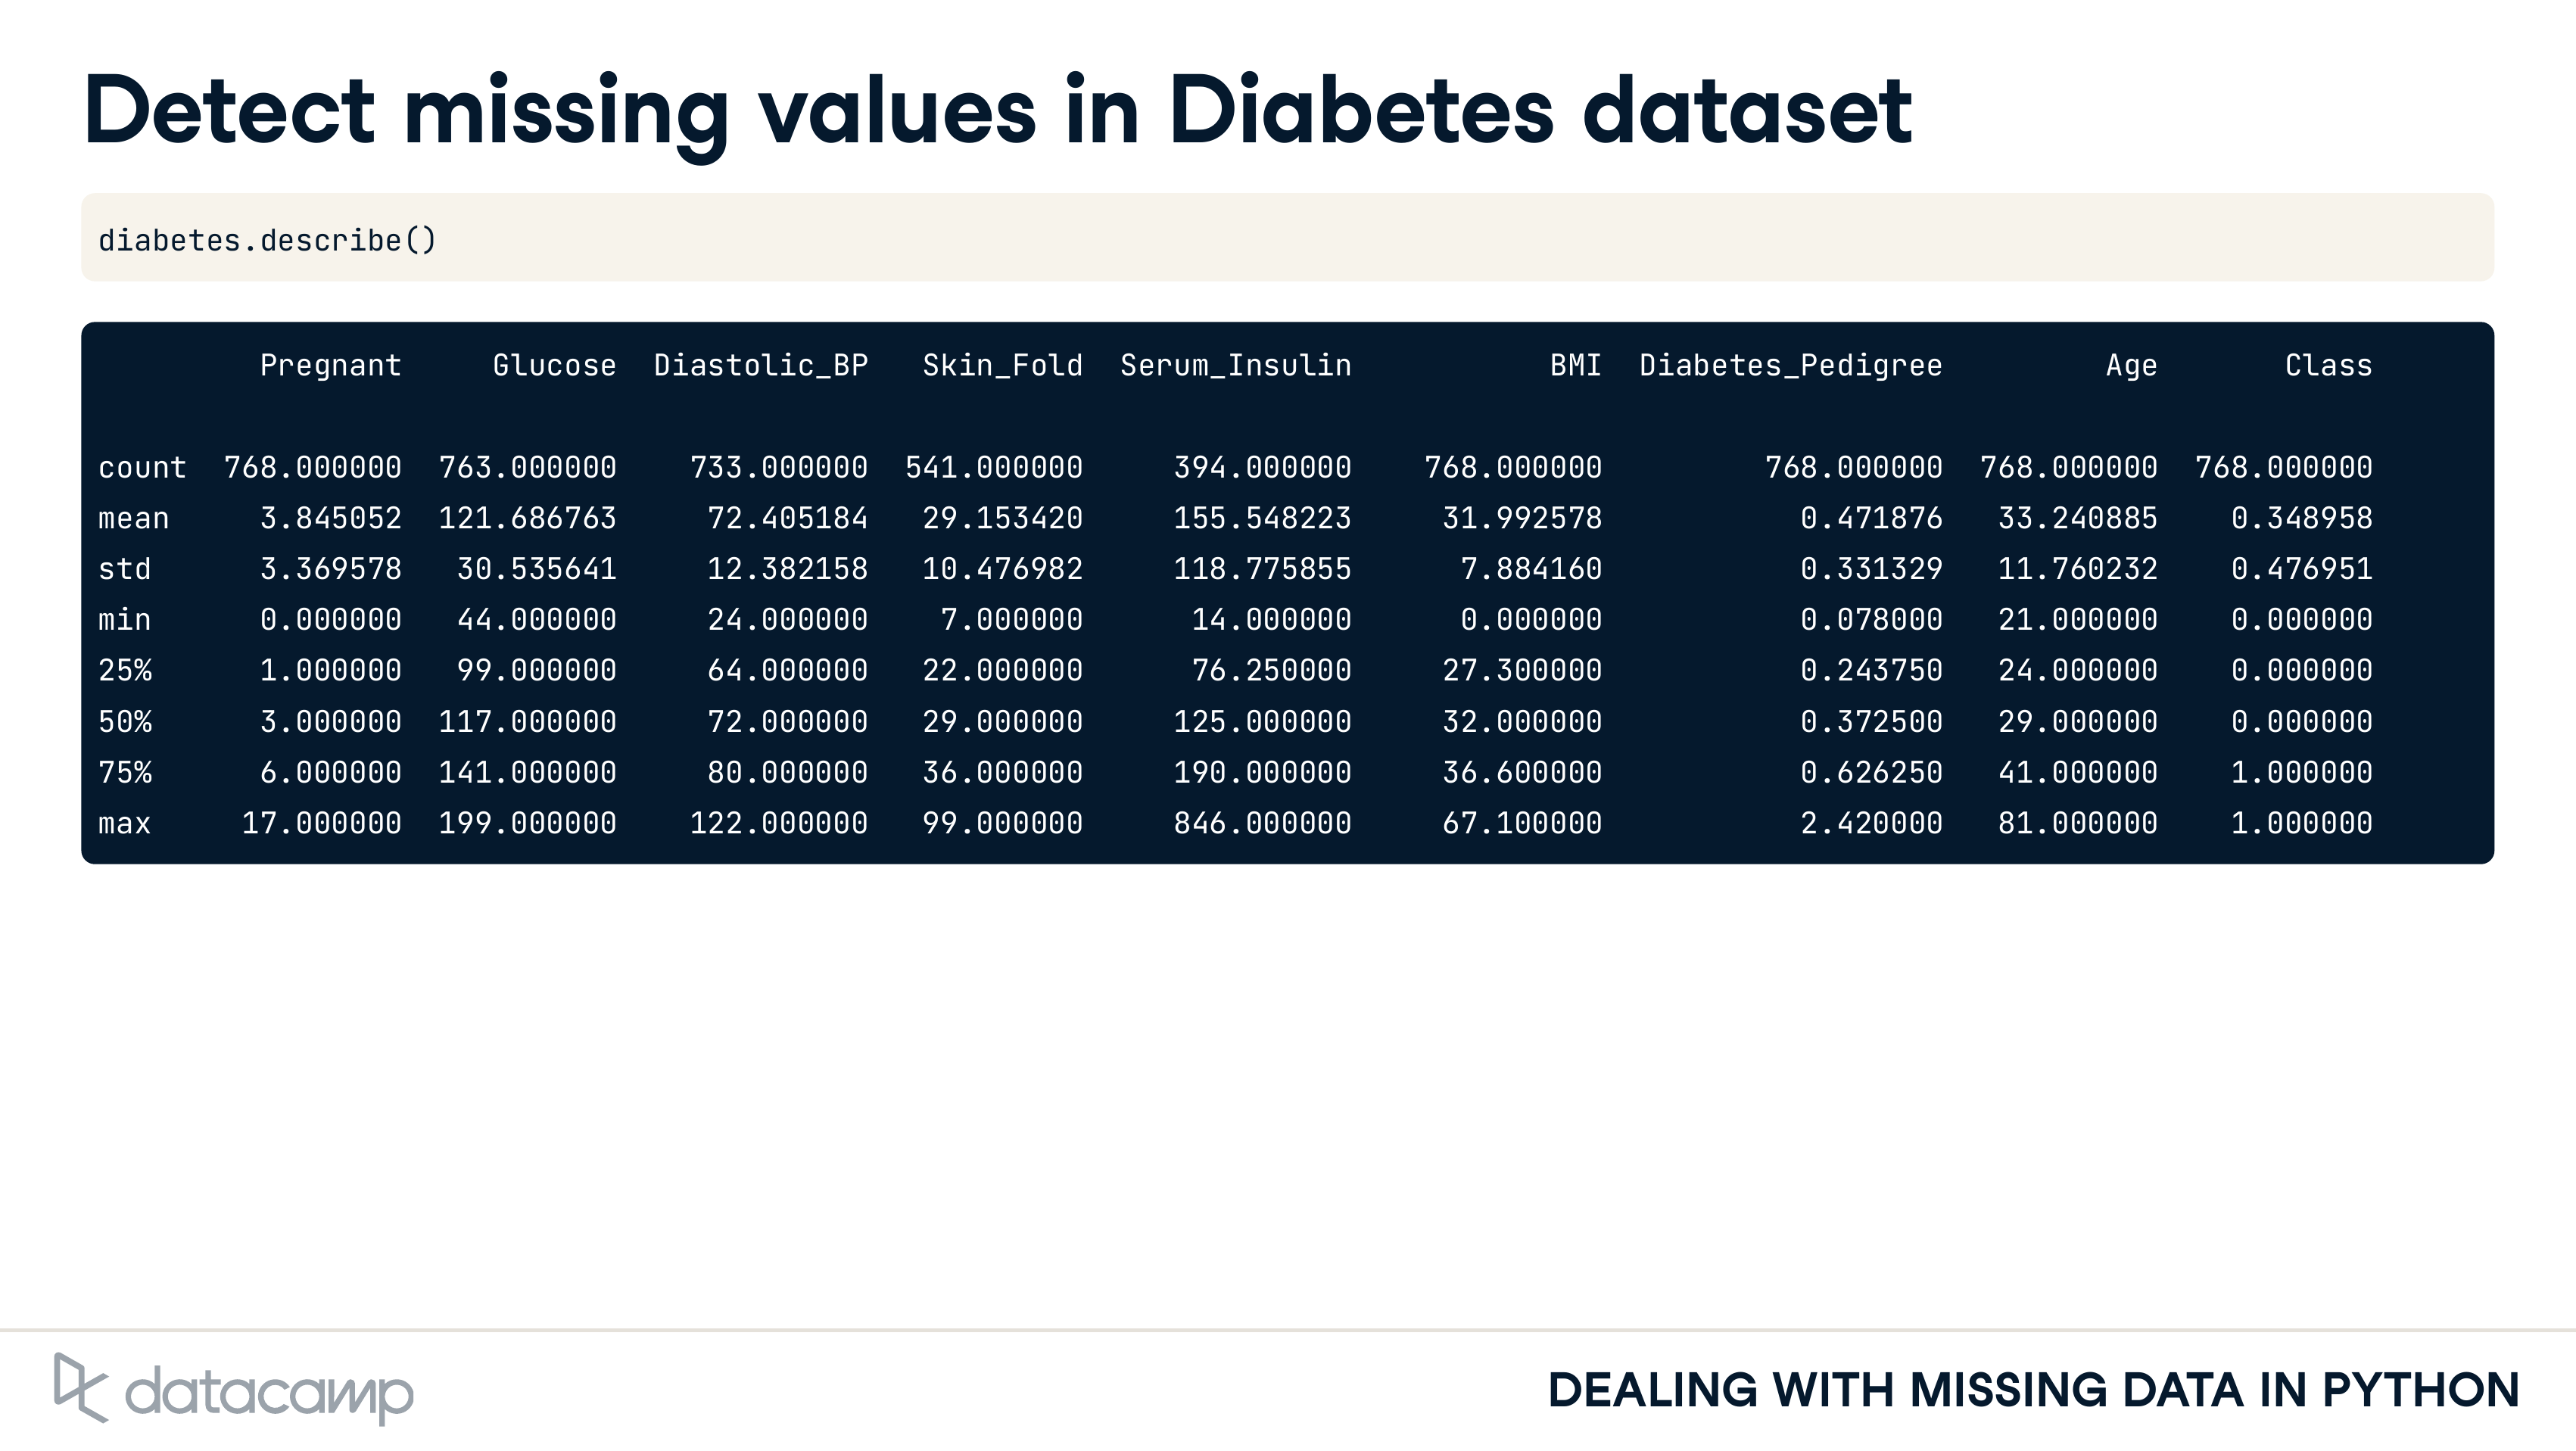 Detect missing values in Diabetes dataset
diabetes.describe()
Pregnant Glucose Diastolic_BP Skin_Fold Serum_Insulin BMI Diabetes_Pedigree Age Class
count 768.000000 763.000000 733.000000 541.000000 394.000000 768.000000 768.000000 768.000000 768.000000
mean 3.845052 121.686763 72.405184 29.153420 155.548223 31.992578 0.471876 33.240885 0.348958
std 3.369578 30.535641 12.382158 10.476982 118.775855 7.884160 0.331329 11.760232 0.476951
min 0.000000 44.000000 24.000000 7.000000 14.000000 0.000000 0.078000 21.000000 0.000000
25% 1.000000 99.000000 64.000000 22.000000 76.250000 27.300000 0.243750 24.000000 0.000000
50% 3.000000 117.000000 72.000000 29.000000 125.000000 32.000000 0.372500 29.000000 0.000000
75% 6.000000 141.000000 80.000000 36.000000 190.000000 36.600000 0.626250 41.000000 1.000000
max 17.000000 199.000000 122.000000 99.000000 846.000000 67.100000 2.420000 81.000000 1.000000
datacamp
DEALING WITH MISSING DATA IN PYTHON